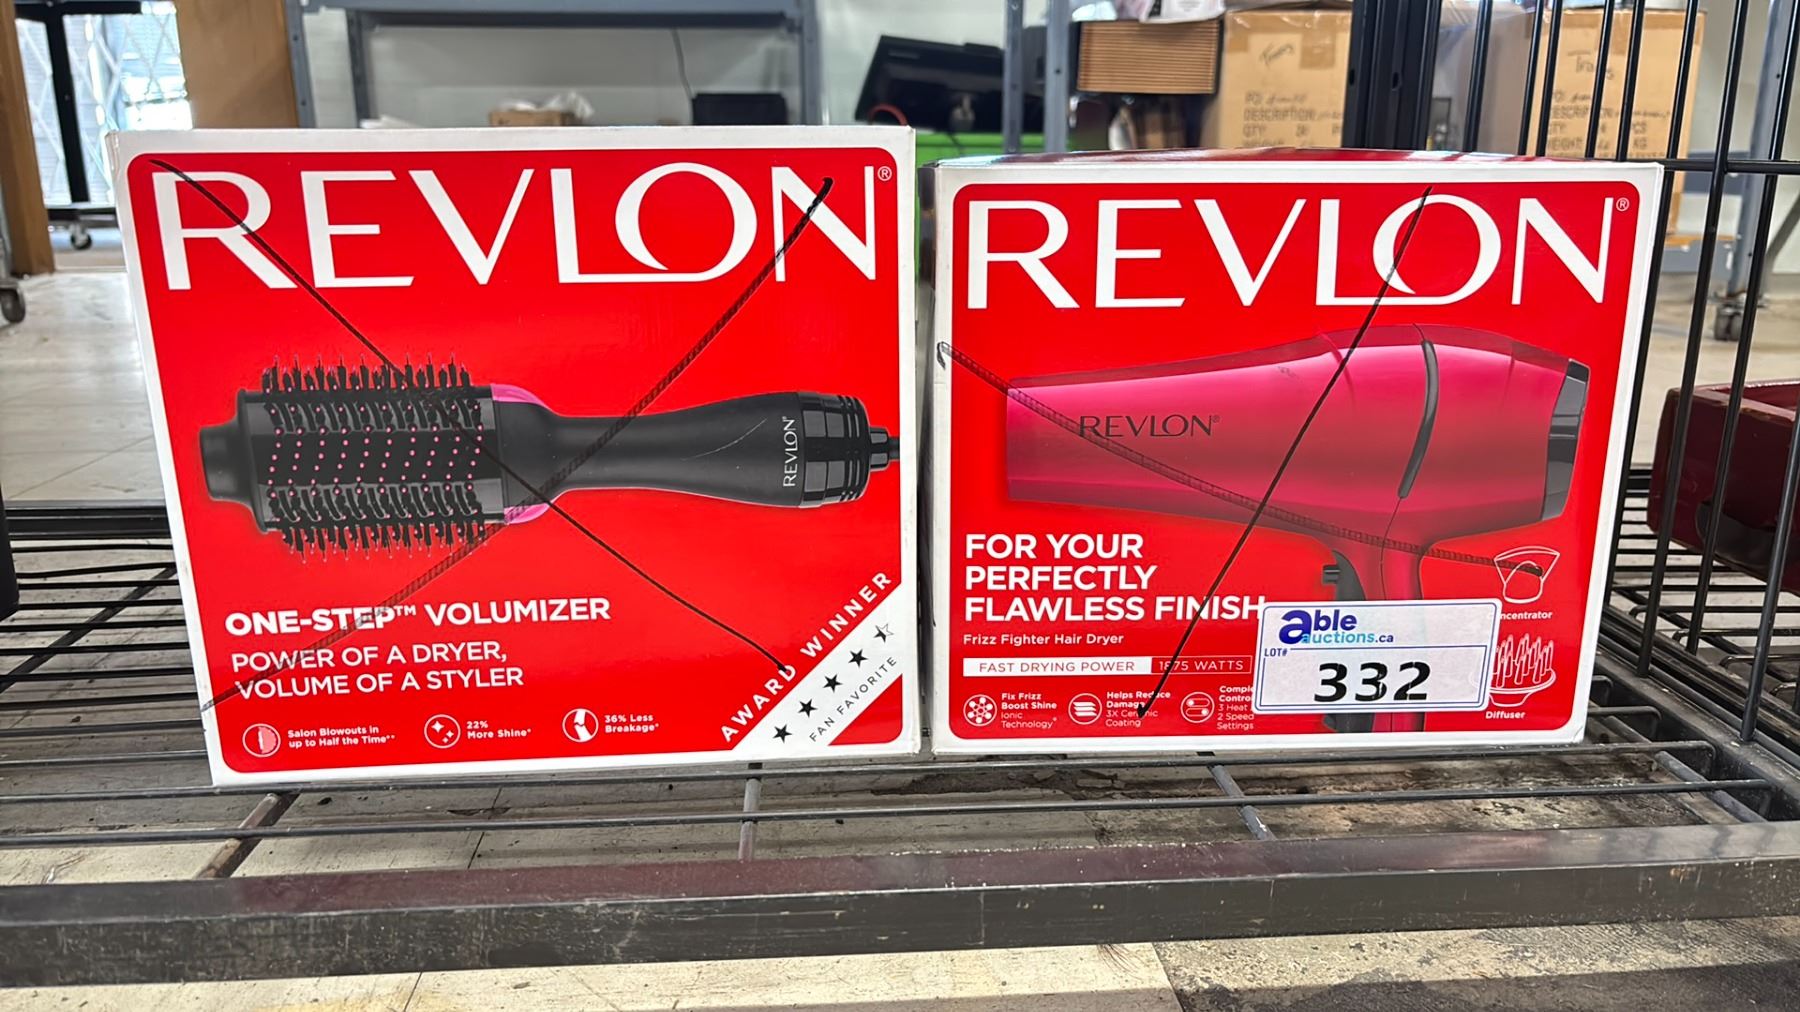 REVLON®
REVLON
ONE-STEP™ VOLUMIZER
POWER OF A DRYER,
VOLUME OF A STYLER
Salon Blowouts in
up to Half the Time**
22%
More Shine*
36% Less
Breakage*
AWARD WINNER
FAN FAVORITE
REVLON®
REVLON®
FOR YOUR
PERFECTLY
FLAWLESS FINISH
Frizz Fighter Hair Dryer
FAST DRYING POWER 1875 WATTS
Fix Frizz
Boost Shine
Ionic
Technology*
Helps Reduce
Damage
3X Ceramic
Coating
3 Heat
2 Speed
Settings
Diffuser
able
auctions.ca
LOT#
332
DESCRIPTION
QTY